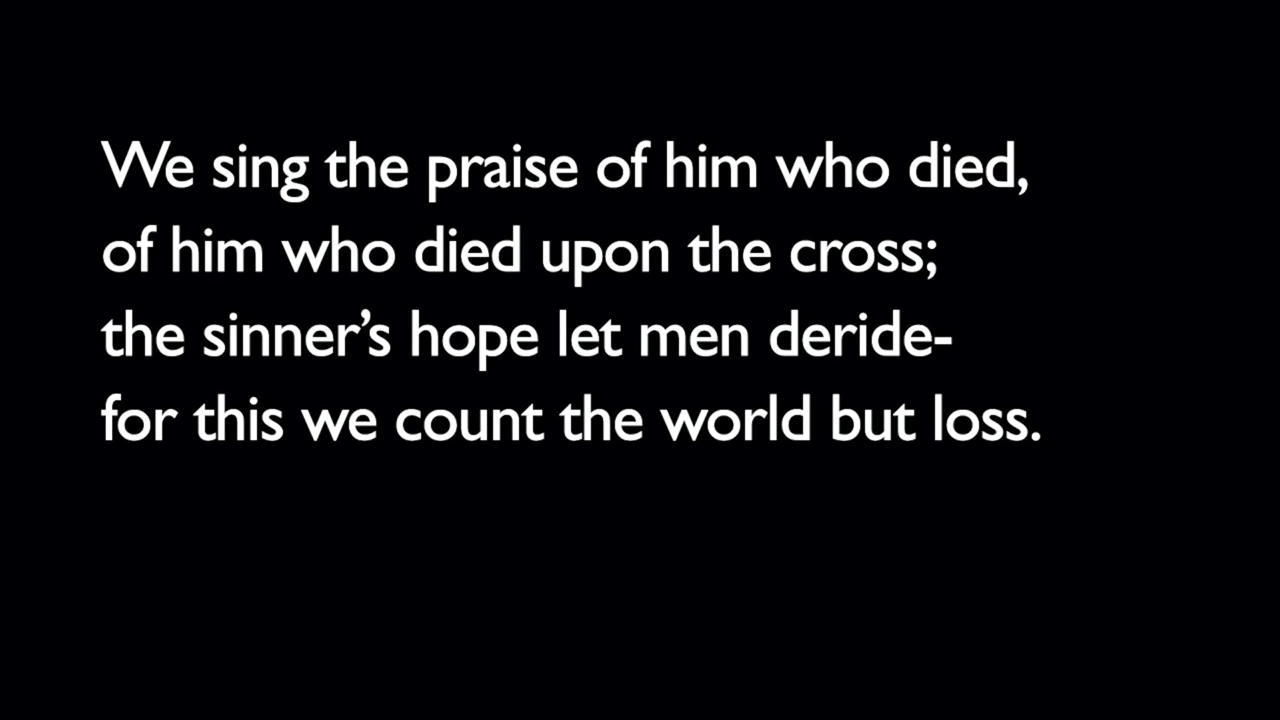 We sing the praise of him who died,
of him who died upon the cross;
the sinner’s hope let men deride-
for this we count the world but loss.